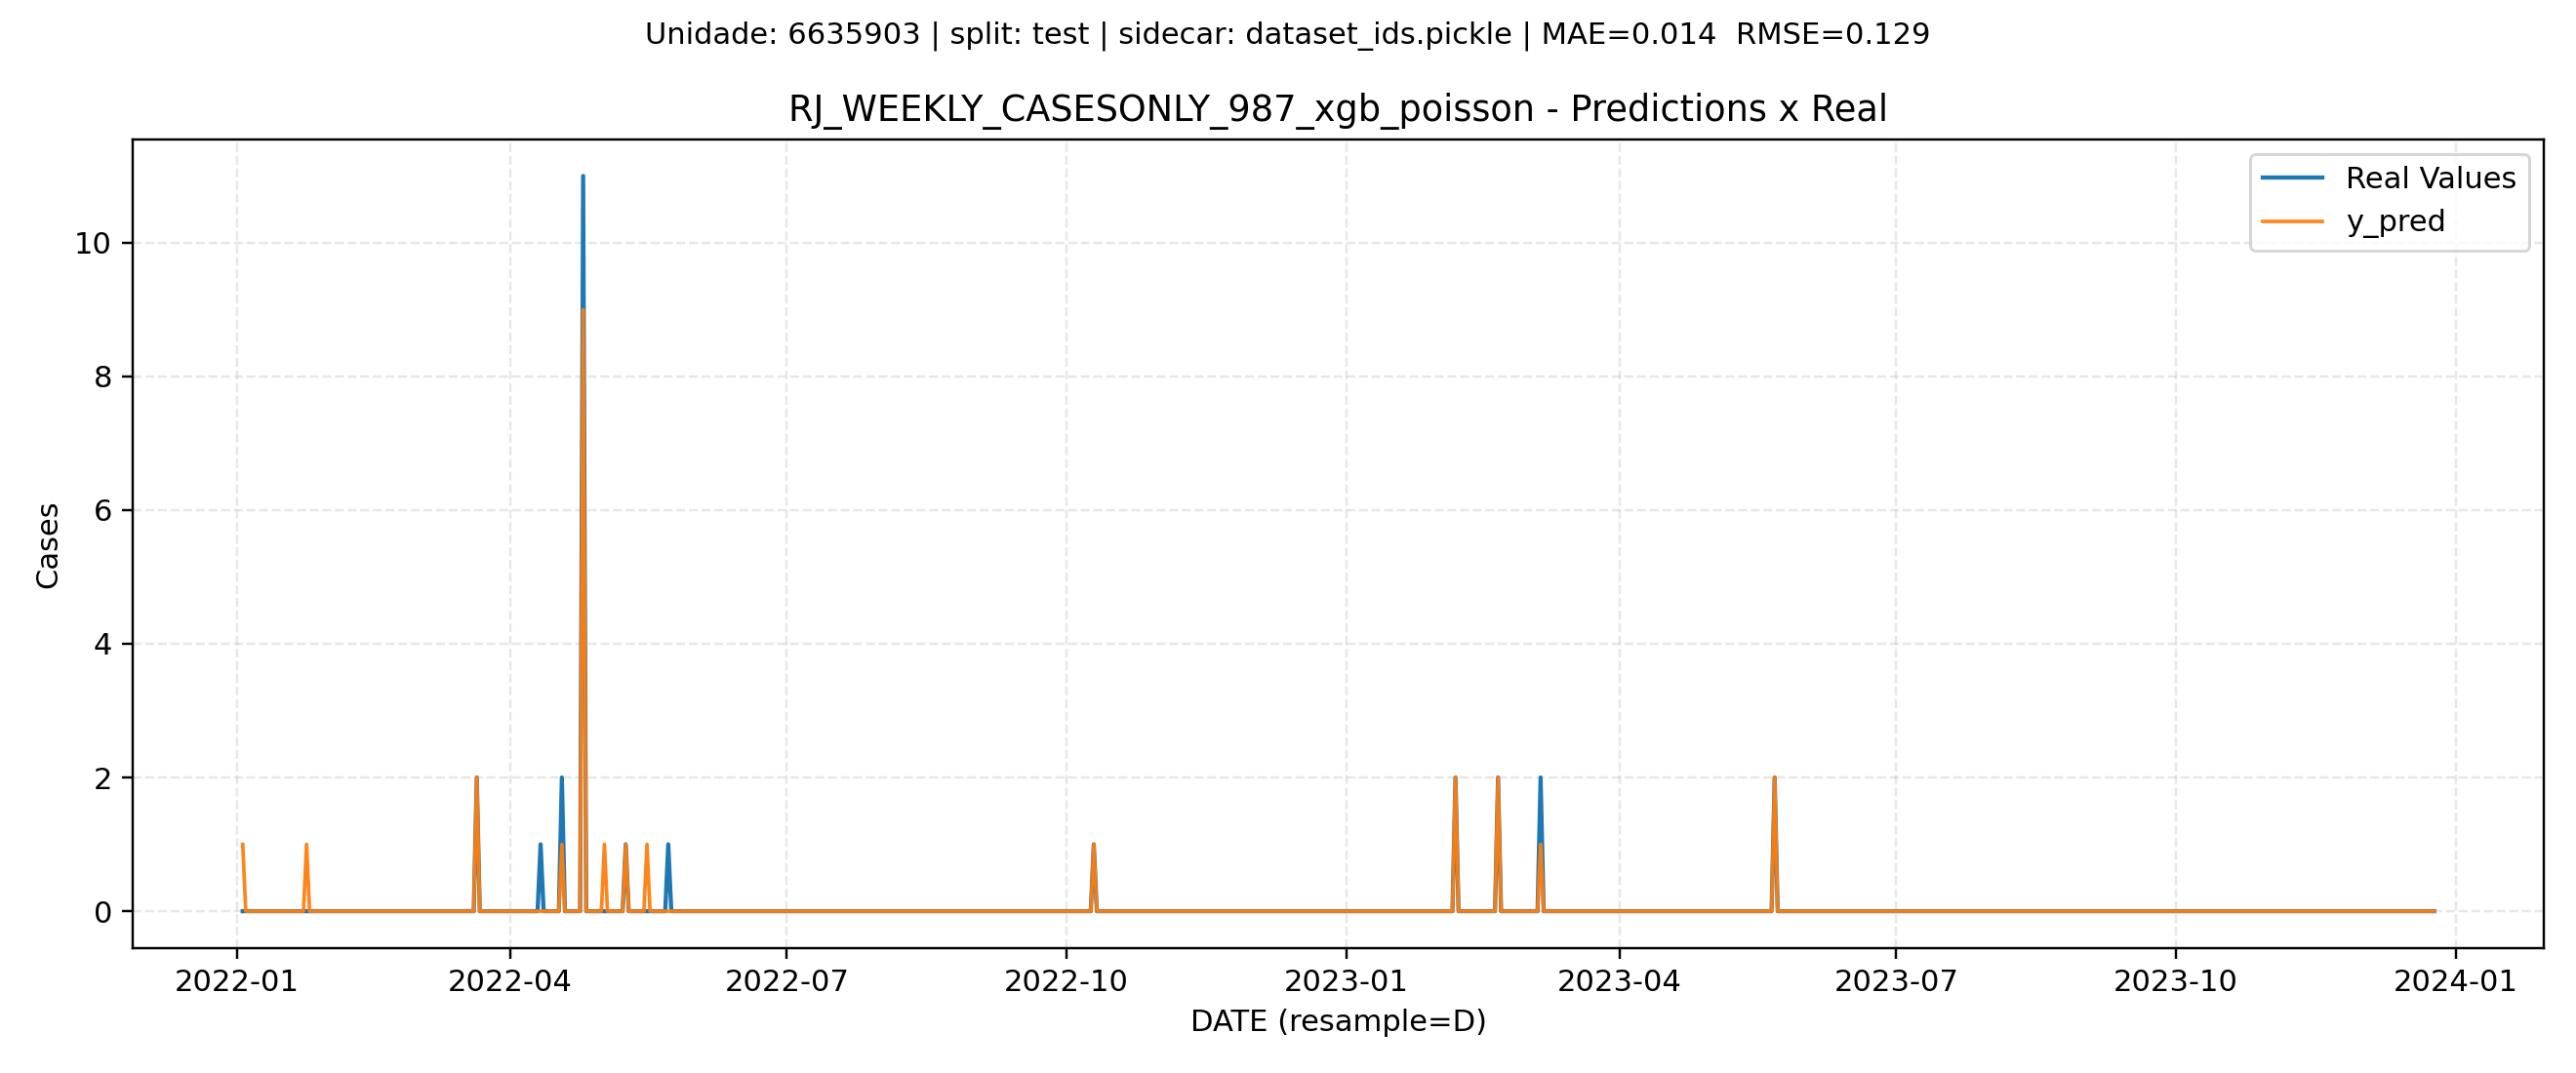 Unidade: 6635903 | split: test | sidecar: dataset_ids.pickle | MAE=0.014  RMSE=0.129
RJ_WEEKLY_CASESONLY_987_xgb_poisson - Predictions x Real
Real Values
y_pred
10
8
6
4
2
0
Cases
2022-01
2022-04
2022-07
2022-10
2023-01
2023-04
2023-07
2023-10
2024-01
DATE (resample=D)